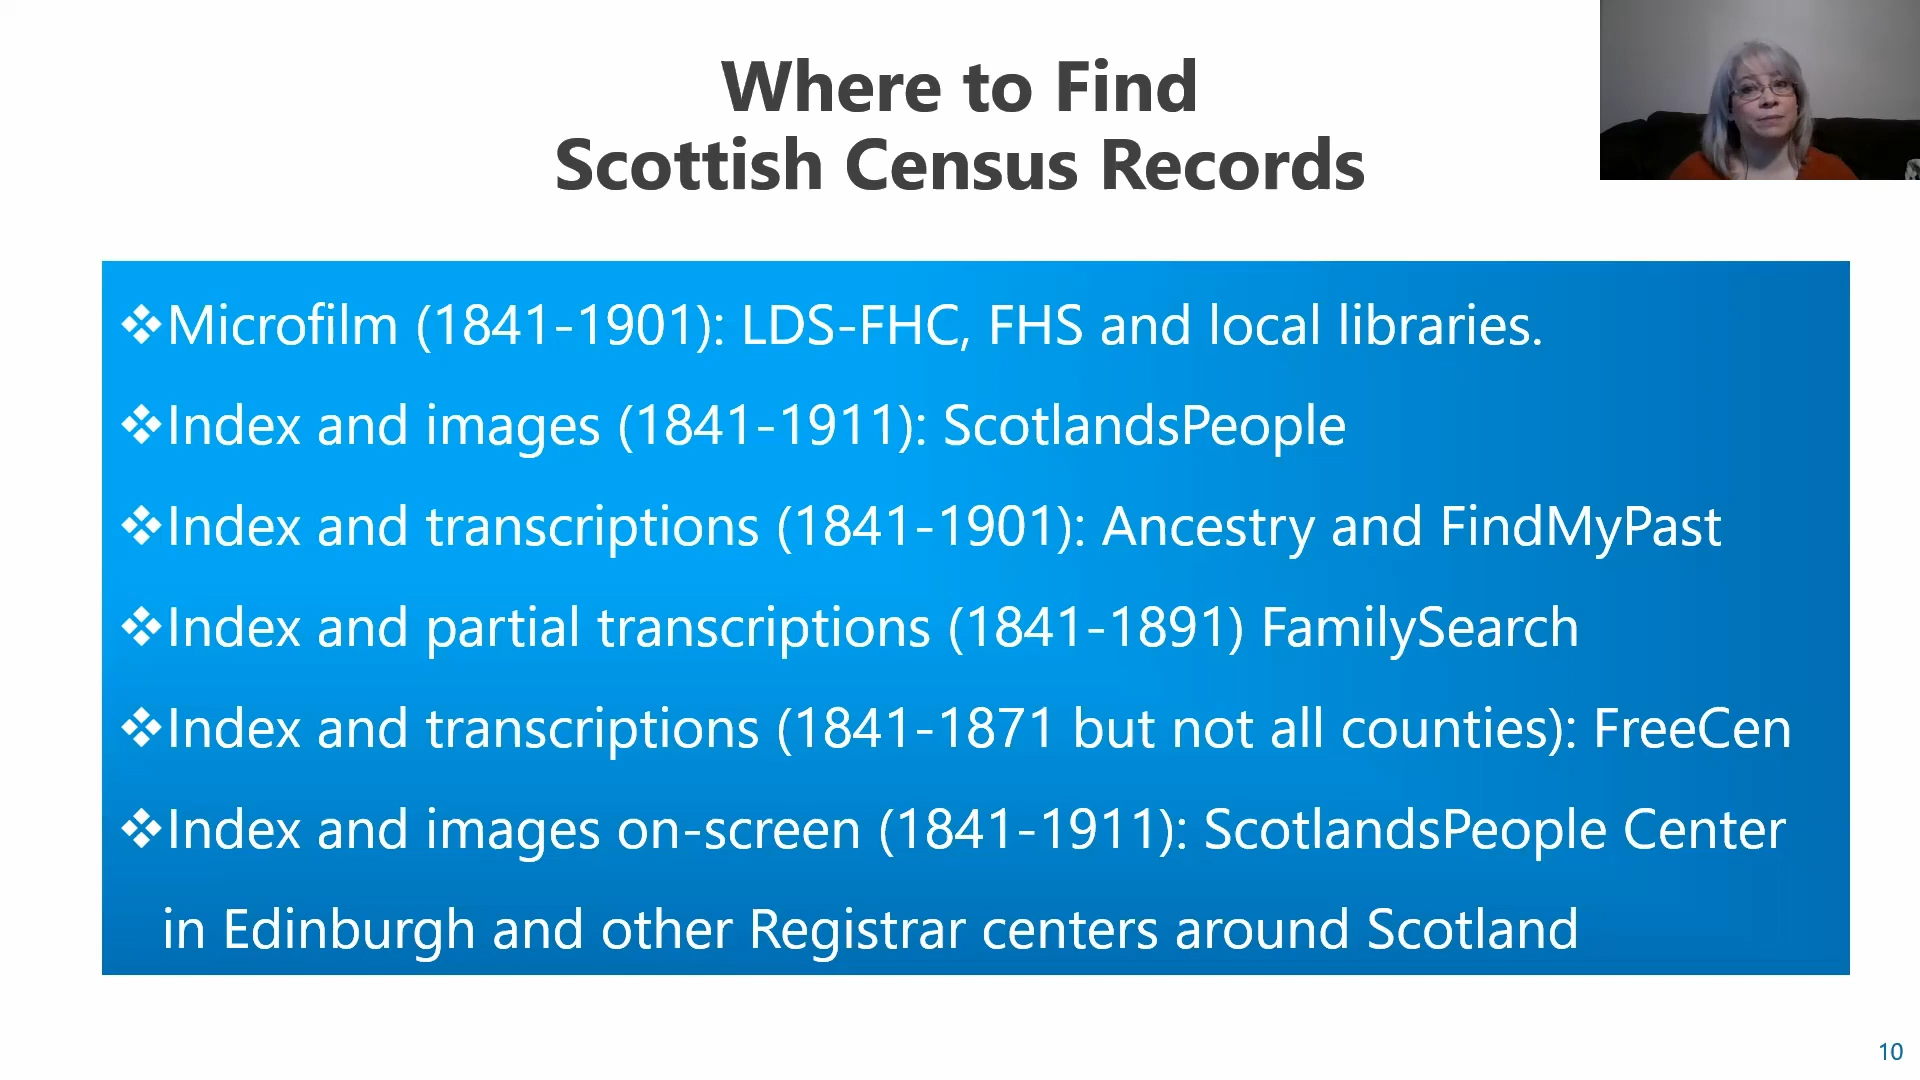 Where to Find
Scottish Census Records
❖Microfilm (1841-1901): LDS-FHC, FHS and local libraries.
❖Index and images (1841-1911): ScotlandsPeople
❖Index and transcriptions (1841-1901): Ancestry and FindMyPast
❖Index and partial transcriptions (1841-1891) FamilySearch
❖Index and transcriptions (1841-1871 but not all counties): FreeCen
❖Index and images on-screen (1841-1911): ScotlandsPeople Center
in Edinburgh and other Registrar centers around Scotland
10